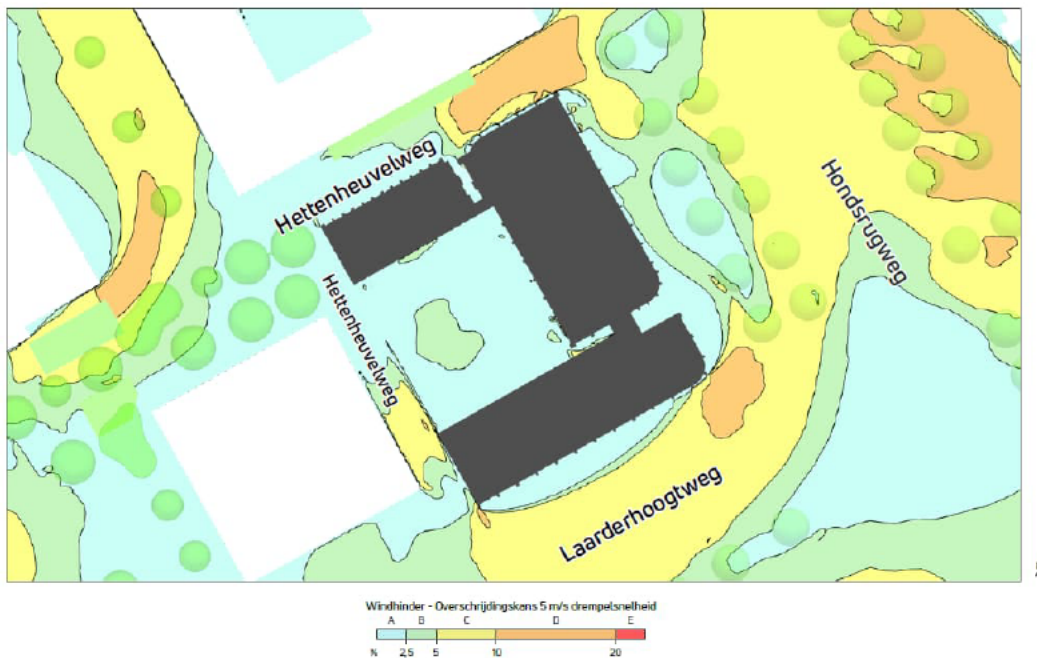 Hettenheuvelweg
Hondsrugweg
Hettenheuvelweg
Laarderhoogtweg
Windhinder - Overschrijdingskans 5 m/s drempelsnelheid
A B C D E
% 2,5 5 10 20